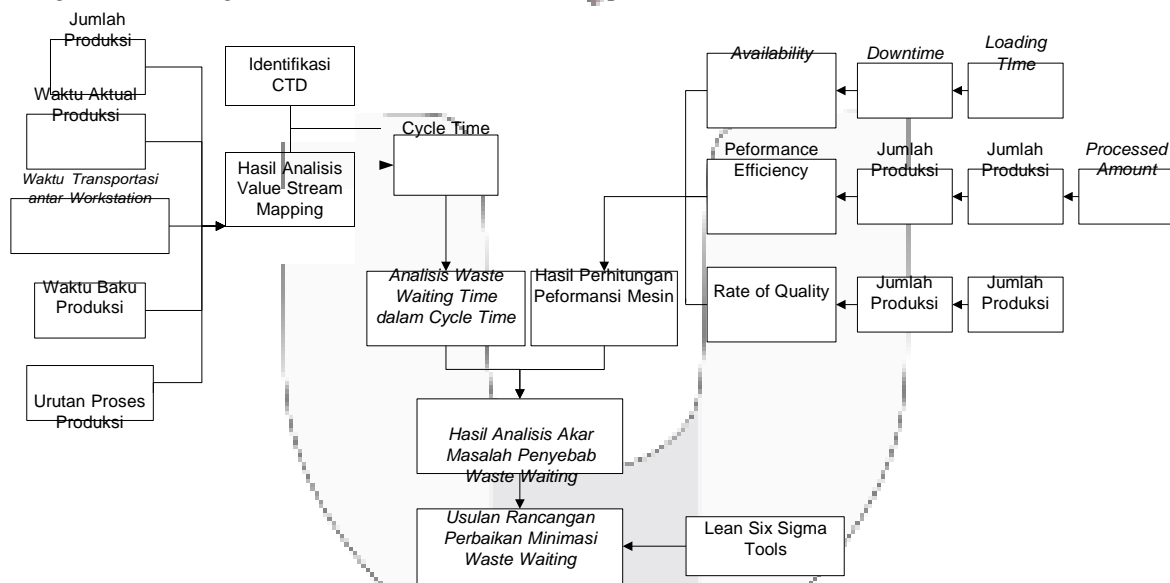 Jumlah
Produksi
Waktu Aktual
Produksi
Waktu Transportasi
antar Workstation
Waktu Baku
Produksi
Urutan Proses
Produksi
Identifikasi
CTD
Hasil Analisis
Value Stream
Mapping
Cycle Time
Analisis Waste
Waiting Time
dalam Cycle Time
Hasil Perhitungan
Peformansi Mesin
Availability
Downtime
Loading
TIme
Peformance
Efficiency
Jumlah
Produksi
Jumlah
Produksi
Processed
Amount
Rate of Quality
Jumlah
Produksi
Jumlah
Produksi
Hasil Analisis Akar
Masalah Penyebab
Waste Waiting
Usulan Rancangan
Perbaikan Minimasi
Waste Waiting
Lean Six Sigma
Tools